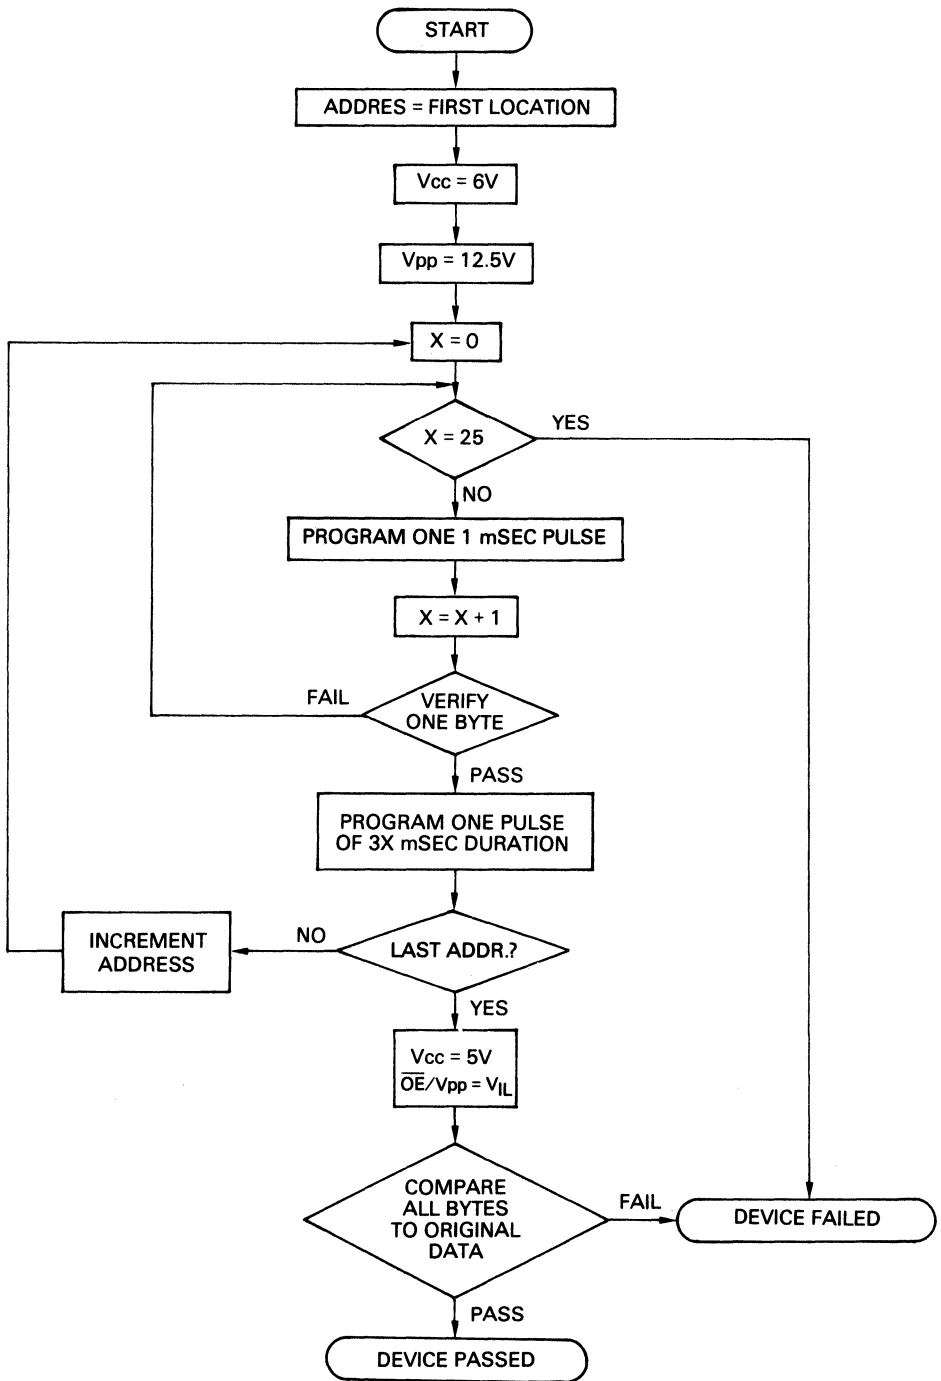 START
ADDRES = FIRST LOCATION
Vcc = 6V
Vpp = 12.5V
X = 0
X = 25
YES
NO
PROGRAM ONE 1 mSEC PULSE
X = X + 1
FAIL
VERIFY
ONE BYTE
PASS
PROGRAM ONE PULSE
OF 3X mSEC DURATION
INCREMENT
ADDRESS
NO
LAST ADDR.?
YES
Vcc = 5V
O̅E̅/Vpp = VIL
COMPARE
ALL BYTES
TO ORIGINAL
DATA
FAIL
DEVICE FAILED
PASS
DEVICE PASSED